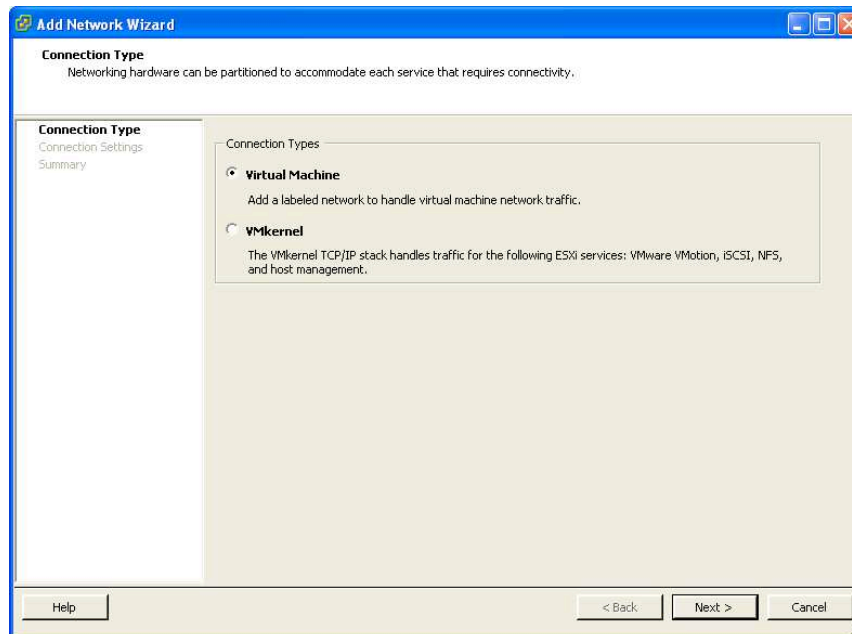 Add Network Wizard
Connection Type
Networking hardware can be partitioned to accommodate each service that requires connectivity.
Connection Type
Connection Settings
Summary
Connection Types
Virtual Machine
Add a labeled network to handle virtual machine network traffic.
VMkernel
The VMkernel TCP/IP stack handles traffic for the following ESXi services: VMware VMotion, iSCSI, NFS,
and host management.
Help
< Back
Next >
Cancel